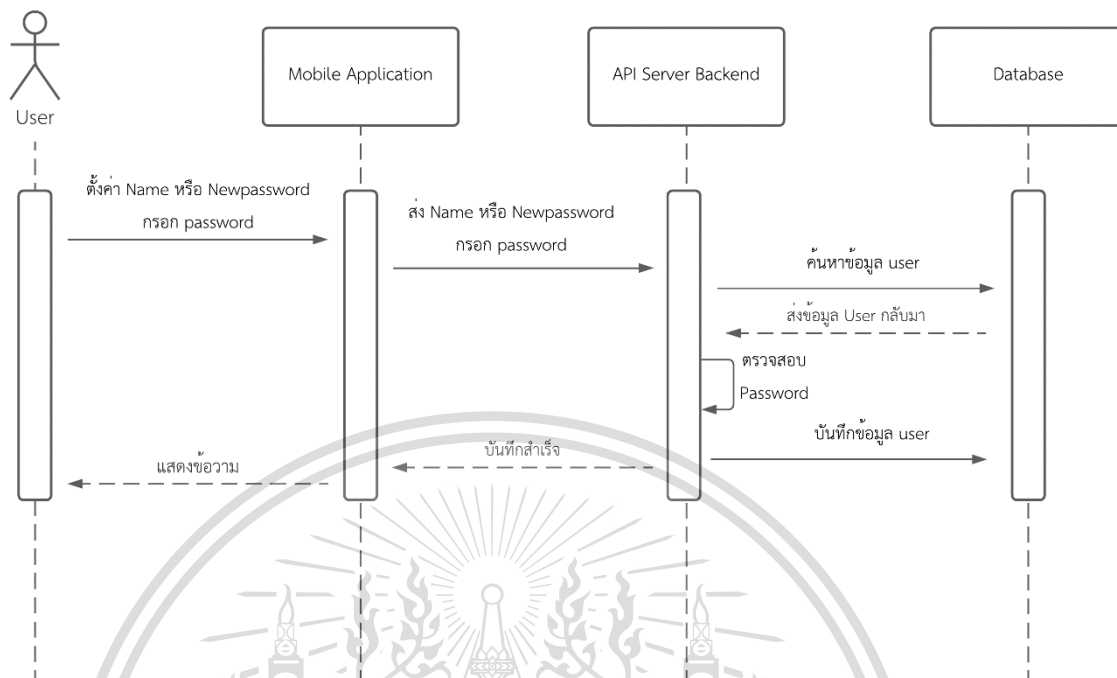 User
Mobile Application
API Server Backend
Database
ตั้งค่า Name หรือ Newpassword
กรอก password
ส่ง Name หรือ Newpassword
กรอก password
ค้นหาข้อมูล user
ส่งข้อมูล User กลับมา
ตรวจสอบ
Password
บันทึกข้อมูล user
บันทึกสำเร็จ
แสดงข้อวาม